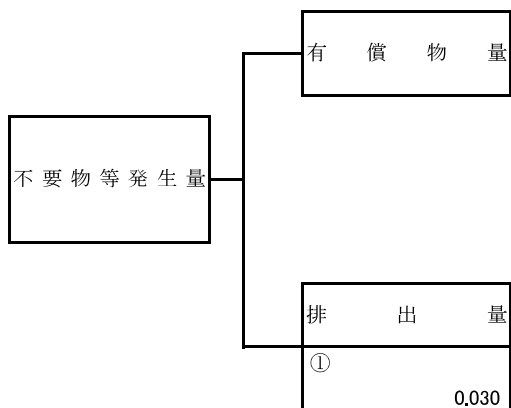 有償物量
不要物等発生量
排出量
①
0.030